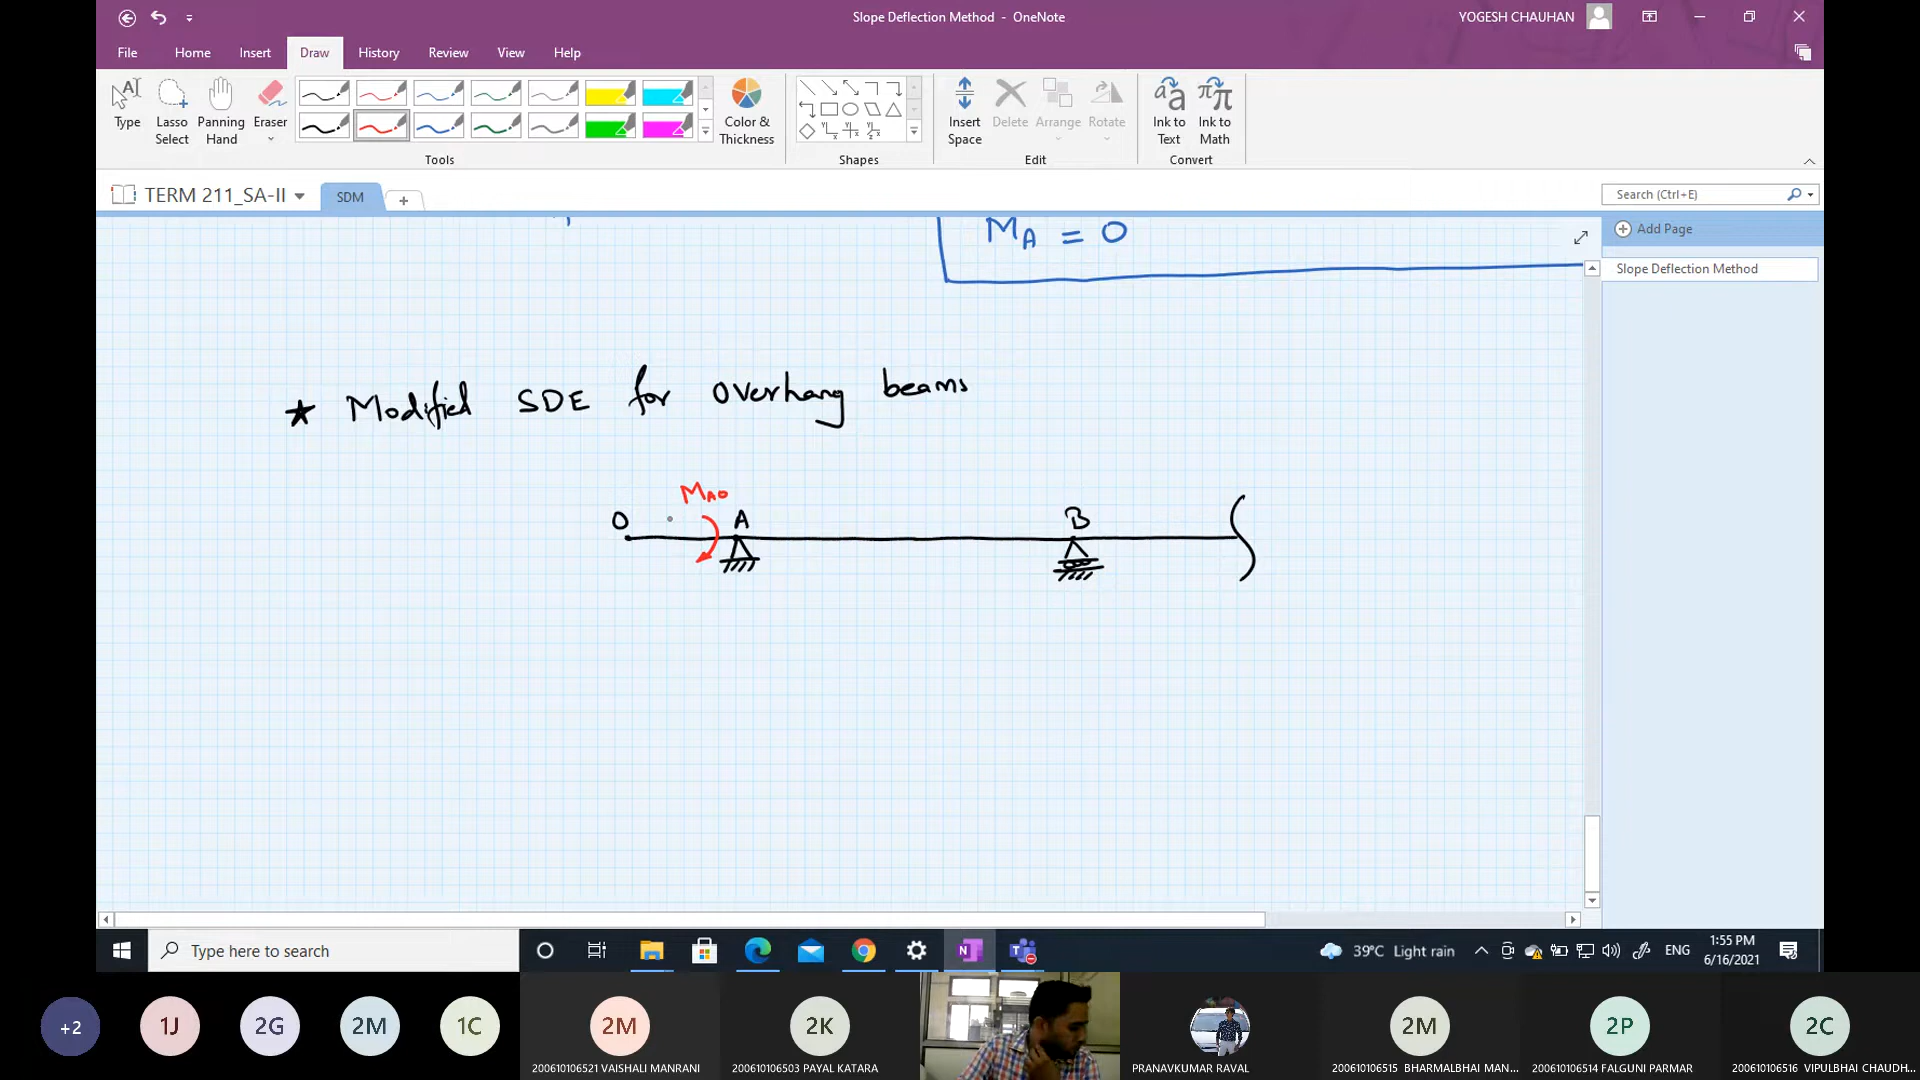 Slope Deflection Method - OneNote
YOGESH CHAUHAN
File Home Insert Draw History Review View Help
Type
Lasso Select
Panning Hand
Eraser
Color & Thickness
Insert Space
Delete
Arrange
Rotate
Ink to Text
Ink to Math
Tools
Shapes
Edit
Convert
TERM 211_SA-II
SDM
Search (Ctrl+E)
Add Page
Slope Deflection Method
MA = 0
★ Modified SDE for overhang beams
MAO
O A B
Type here to search
39°C Light rain
ENG
1:55 PM
6/16/2021
+2 1J 2G 2M 1C 2M 2K 2M 2P 2C
200610106521 VAISHALI MANRANI
200610106503 PAYAL KATARA
PRANAVKUMAR RAVAL
200610106515 BHARMALBHAI MAN...
200610106514 FALGUNI PARMAR
200610106516 VIPULBHAI CHAUDH...